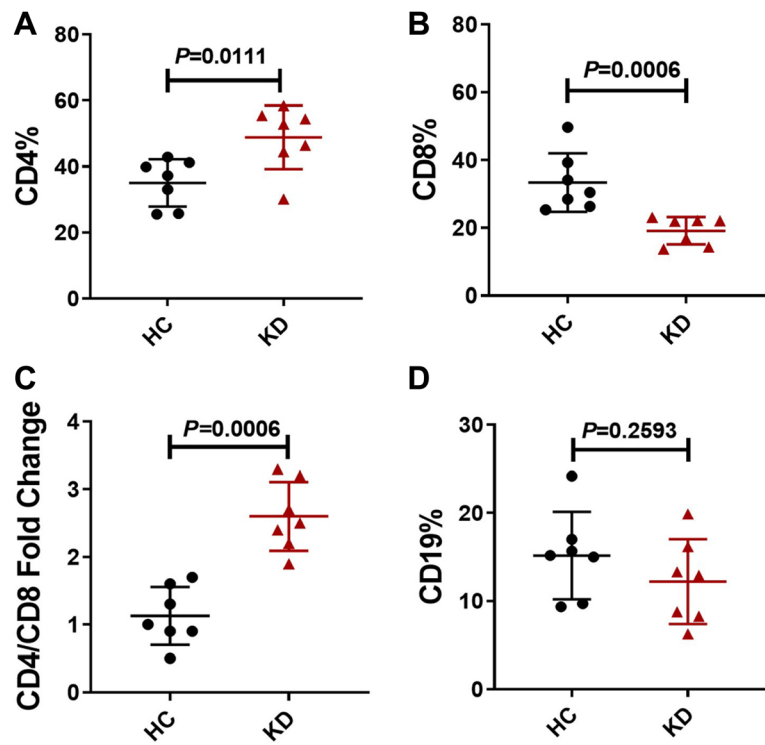 A
80
60
40
20
0
CD4%
P=0.0111
HC
KD
B
80
60
40
20
0
CD8%
P=0.0006
HC
KD
C
4
3
2
1
0
CD4/CD8 Fold Change
P=0.0006
HC
KD
D
30
20
10
0
CD19%
P=0.2593
HC
KD